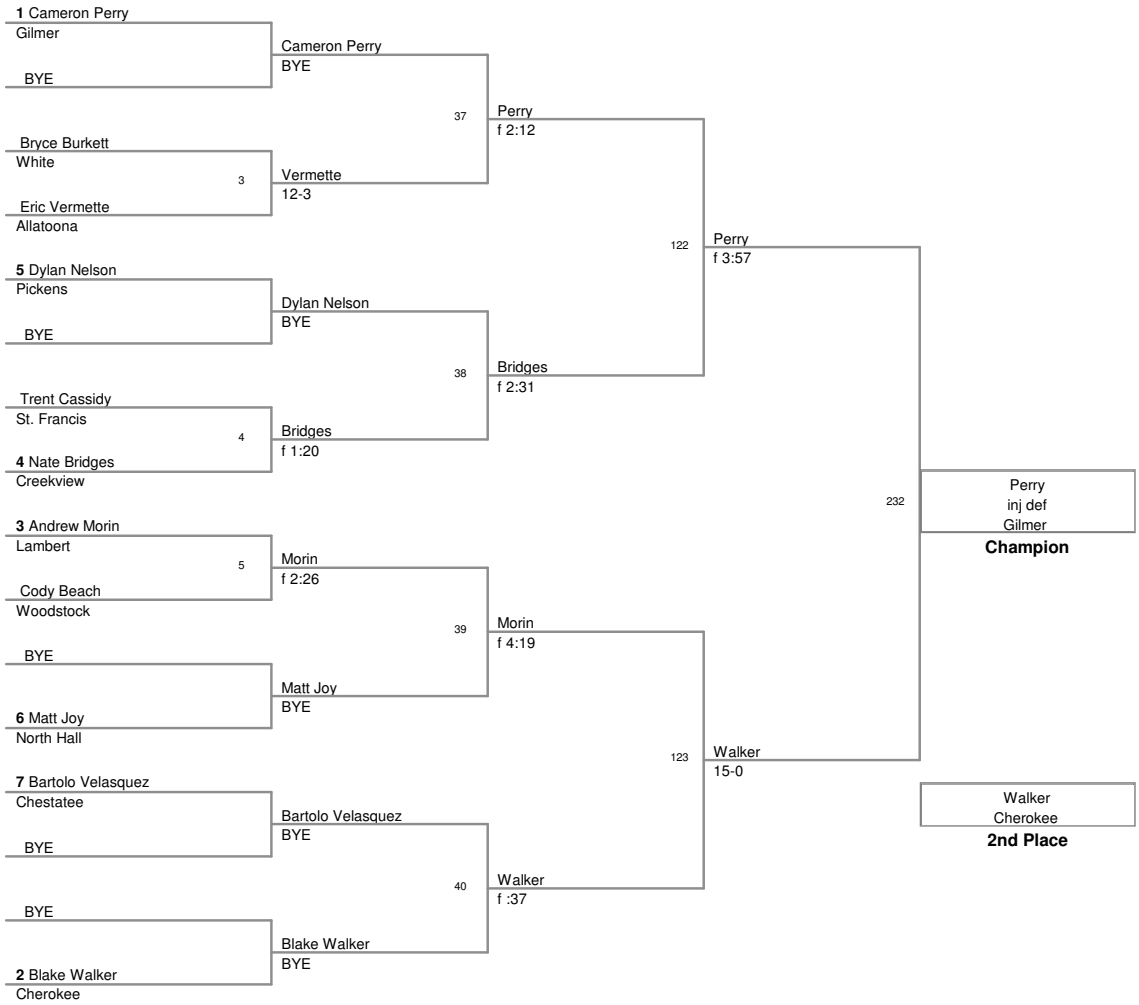 1 Cameron Perry
Gilmer
BYE
Bryce Burkett
White
3
Eric Vermette
Allatoona
5 Dylan Nelson
Pickens
BYE
Trent Cassidy
St. Francis
4
4 Nate Bridges
Creekview
3 Andrew Morin
Lambert
5
Cody Beach
Woodstock
BYE
6 Matt Joy
North Hall
7 Bartolo Velasquez
Chestatee
BYE
BYE
2 Blake Walker
Cherokee
Cameron Perry
BYE
37
Vermette
12-3
Dylan Nelson
BYE
38
Bridges
f 1:20
Morin
f 2:26
39
Matt Joy
BYE
Bartolo Velasquez
BYE
40
Blake Walker
BYE
Perry
f 2:12
122
Bridges
f 2:31
Morin
f 4:19
123
Walker
f :37
Perry
f 3:57
232
Walker
15-0
Perry
inj def
Gilmer
Champion
Walker
Cherokee
2nd Place